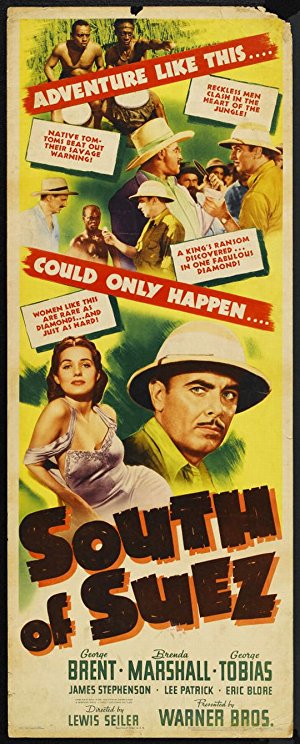 ADVENTURE LIKE THIS....
RECKLESS MEN
CLASH IN THE
HEART OF THE
JUNGLE!
NATIVE TOM-
TOMS BEAT OUT
THEIR SAVAGE
WARNING!
A KING'S RANSOM
DISCOVERED...
IN ONE FABULOUS
DIAMOND!
COULD ONLY HAPPEN....
WOMEN LIKE THIS
ARE RARE AS
DIAMONDS...AND
JUST AS HARD!
SOUTH
OF SUEZ
George Brenda George
BRENT · MARSHALL · TOBIAS
JAMES STEPHENSON · LEE PATRICK · ERIC BLORE
Directed by
LEWIS SEILER
Presented by
WARNER BROS.